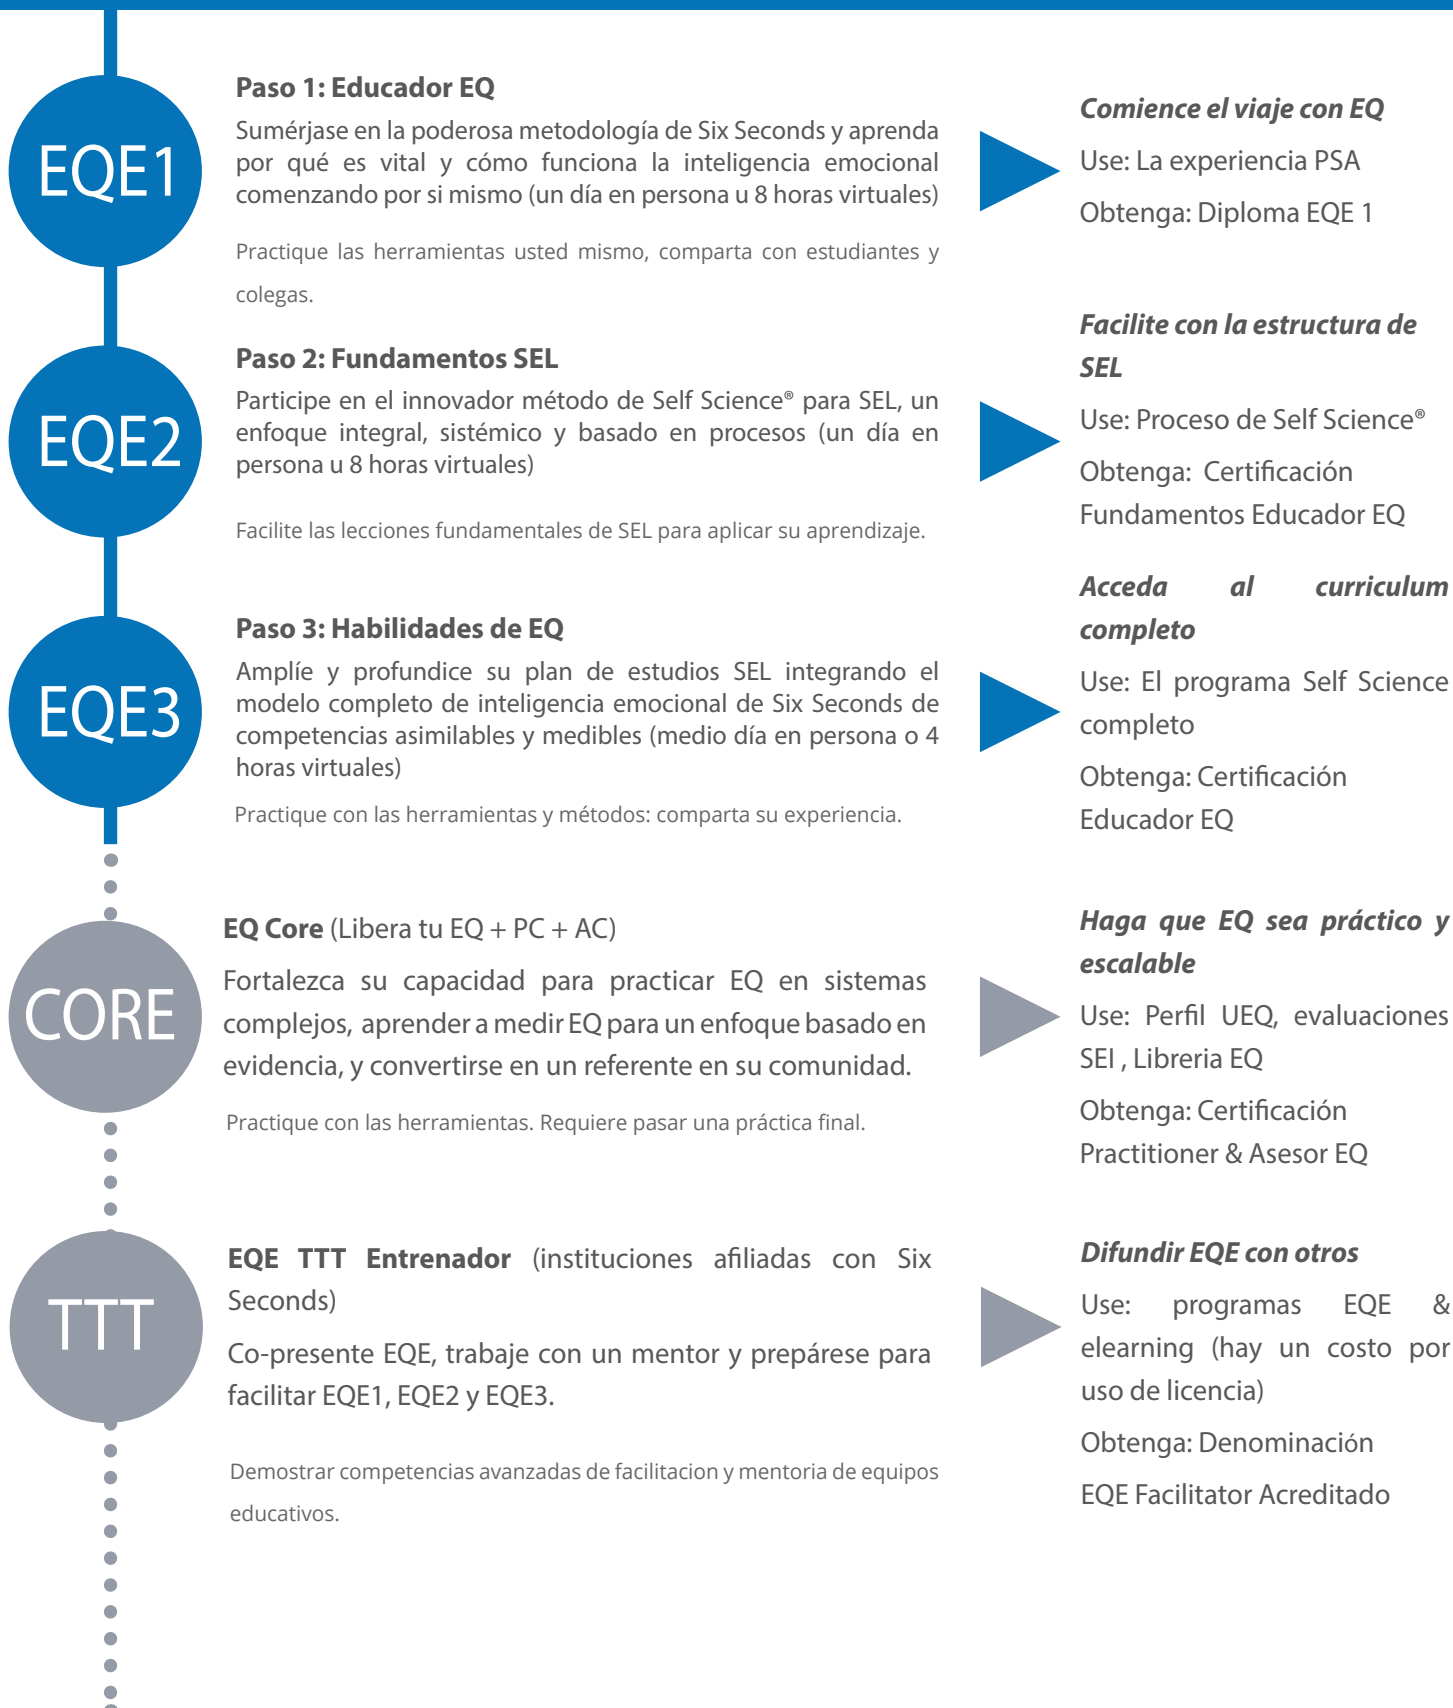 EQE1
Paso 1: Educador EQ
Sumérjase en la poderosa metodología de Six Seconds y aprenda
por qué es vital y cómo funciona la inteligencia emocional
comenzando por si mismo (un día en persona u 8 horas virtuales)
Practique las herramientas usted mismo, comparta con estudiantes y
colegas.
Comience el viaje con EQ
Use: La experiencia PSA
Obtenga: Diploma EQE 1
EQE2
Paso 2: Fundamentos SEL
Participe en el innovador método de Self Science® para SEL, un
enfoque integral, sistémico y basado en procesos (un día en
persona u 8 horas virtuales)
Facilite las lecciones fundamentales de SEL para aplicar su aprendizaje.
Facilite con la estructura de
SEL
Use: Proceso de Self Science®
Obtenga: Certificación
Fundamentos Educador EQ
EQE3
Paso 3: Habilidades de EQ
Amplíe y profundice su plan de estudios SEL integrando el
modelo completo de inteligencia emocional de Six Seconds de
competencias asimilables y medibles (medio día en persona o 4
horas virtuales)
Practique con las herramientas y métodos: comparta su experiencia.
Acceda al curriculum
completo
Use: El programa Self Science
completo
Obtenga: Certificación
Educador EQ
CORE
EQ Core (Libera tu EQ + PC + AC)
Fortalezca su capacidad para practicar EQ en sistemas
complejos, aprender a medir EQ para un enfoque basado en
evidencia, y convertirse en un referente en su comunidad.
Practique con las herramientas. Requiere pasar una práctica final.
Haga que EQ sea práctico y
escalable
Use: Perfil UEQ, evaluaciones
SEI , Libreria EQ
Obtenga: Certificación
Practitioner & Asesor EQ
TTT
EQE TTT Entrenador (instituciones afiliadas con Six
Seconds)
Co-presente EQE, trabaje con un mentor y prepárese para
facilitar EQE1, EQE2 y EQE3.
Demostrar competencias avanzadas de facilitacion y mentoria de equipos
educativos.
Difundir EQE con otros
Use: programas EQE &
elearning (hay un costo por
uso de licencia)
Obtenga: Denominación
EQE Facilitator Acreditado